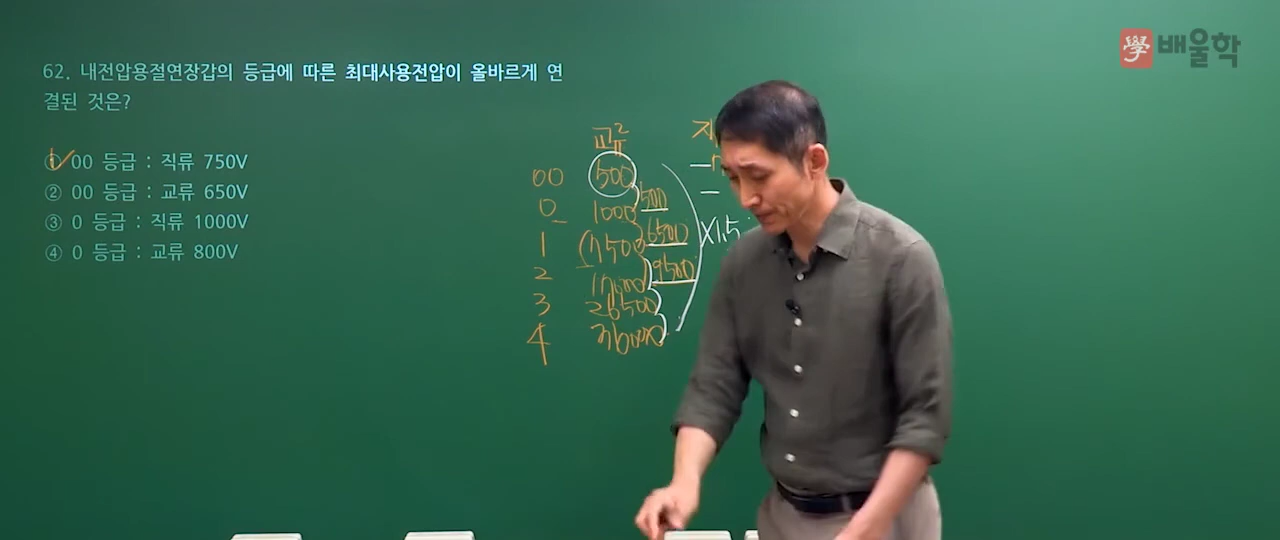 學 배울학
62. 내전압용절연장갑의 등급에 따른 최대사용전압이 올바르게 연
결된 것은?
① 00 등급 : 직류 750V
② 00 등급 : 교류 650V
③ 0 등급 : 직류 1000V
④ 0 등급 : 교류 800V
교류
00 500
0 1000 500
1 7500 6500
2 17000 9500
3 26500
4 36000
×1.5